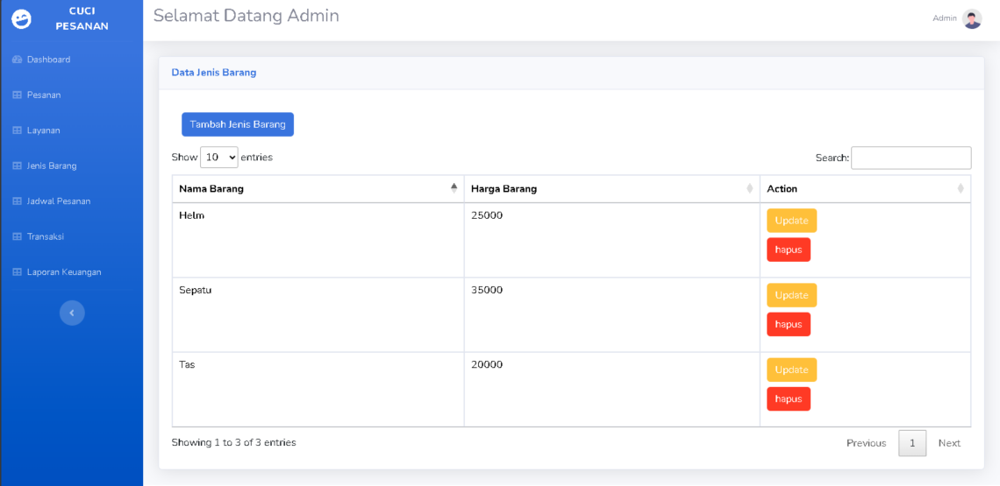 CUCI
PESANAN
Selamat Datang Admin
Admin
Dashboard
Pesanan
Layanan
Jenis Barang
Jadwal Pesanan
Transaksi
Laporan Keuangan
Data Jenis Barang
Tambah Jenis Barang
Show 10 entries
Search:
Nama Barang Harga Barang Action
Helm 25000 Update
hapus
Sepatu 35000 Update
hapus
Tas 20000 Update
hapus
Showing 1 to 3 of 3 entries
Previous 1 Next